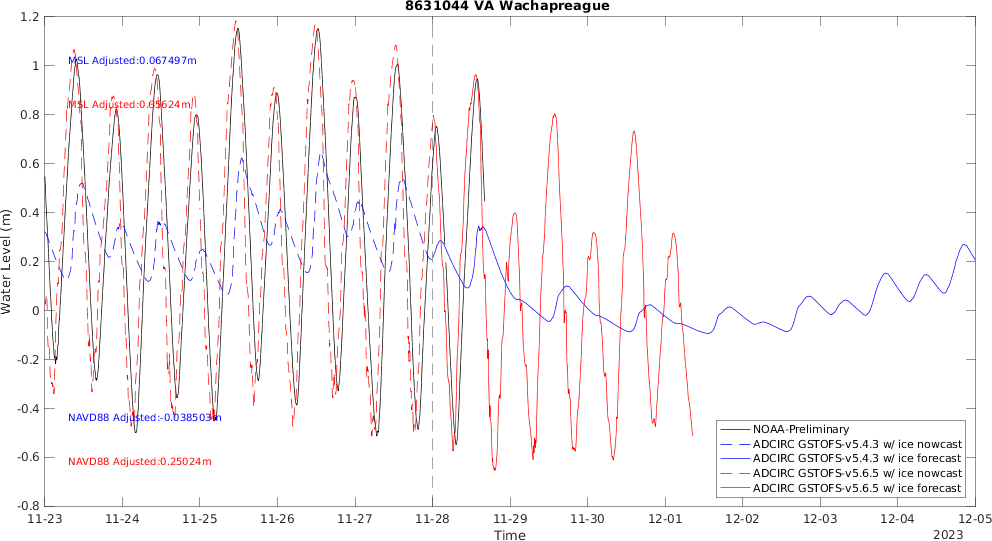 8631044 VA Wachapreague
1.2
1
0.8
0.6
0.4
0.2
0
-0.2
-0.4
-0.6
-0.8
Water Level (m)
MSL Adjusted:0.067497m
MSL Adjusted:0.35624m
NAVD88 Adjusted:-0.038503m
NAVD88 Adjusted:0.25024m
NOAA-Preliminary
ADCIRC GSTOFS-v5.4.3 w/ ice nowcast
ADCIRC GSTOFS-v5.4.3 w/ ice forecast
ADCIRC GSTOFS-v5.6.5 w/ ice nowcast
ADCIRC GSTOFS-v5.6.5 w/ ice forecast
11-23 11-24 11-25 11-26 11-27 11-28 11-29 11-30 12-01 12-02 12-03 12-04 12-05
Time
2023